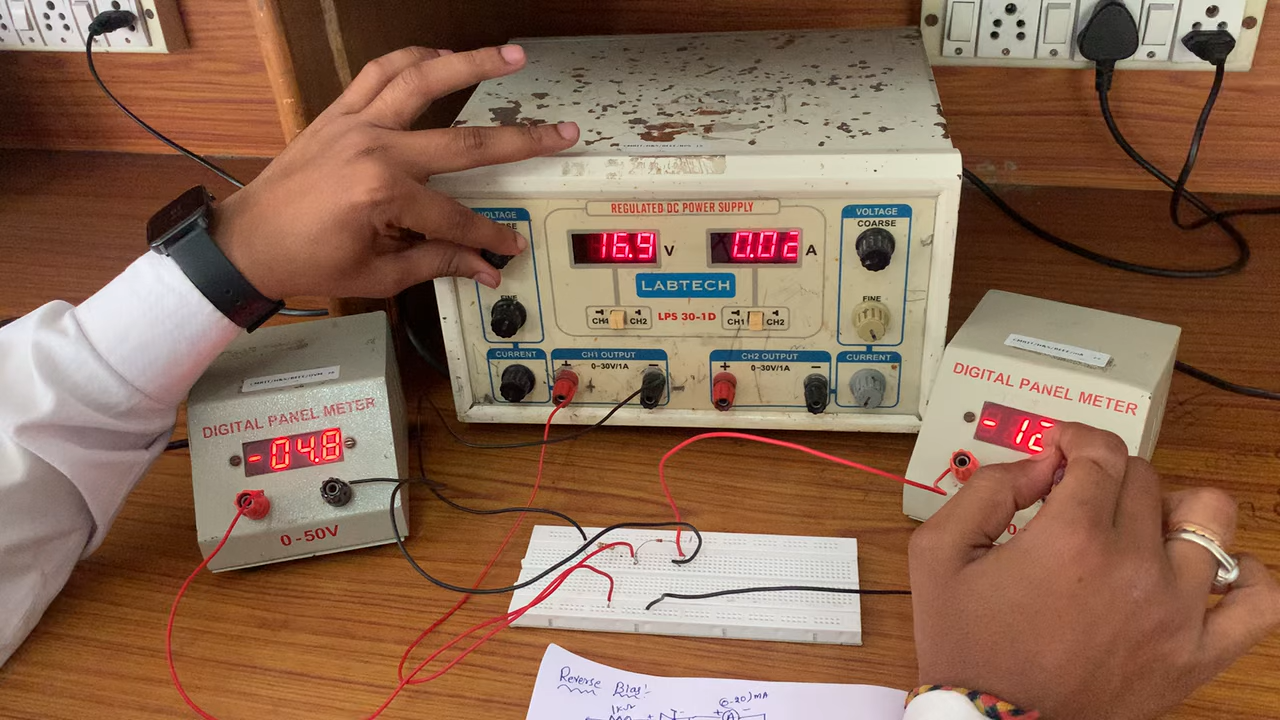 REGULATED DC POWER SUPPLY
VOLTAGE
16.9 V
0.02 A
VOLTAGE
COARSE
LABTECH
FINE
CH1 CH2
LPS 30-1D
CH1 CH2
FINE
CURRENT
CH1 OUTPUT
0-30V/1A
+ -
CH2 OUTPUT
0-30V/1A
+ -
CURRENT
DIGITAL PANEL METER
-04.8
0-50V
DIGITAL PANEL METER
-12
Reverse Bias:
1KΩ
(0-20) mA
+ - + A -